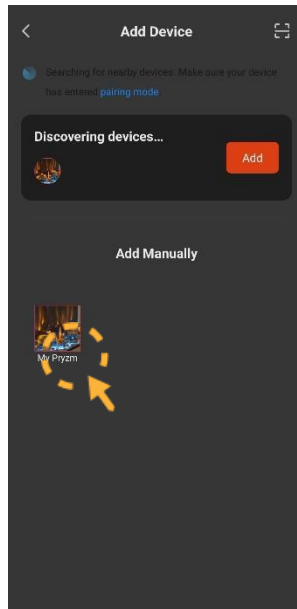 Add Device
Searching for nearby devices. Make sure your device
has entered pairing mode
Discovering devices...
Add
Add Manually
My Pryzm